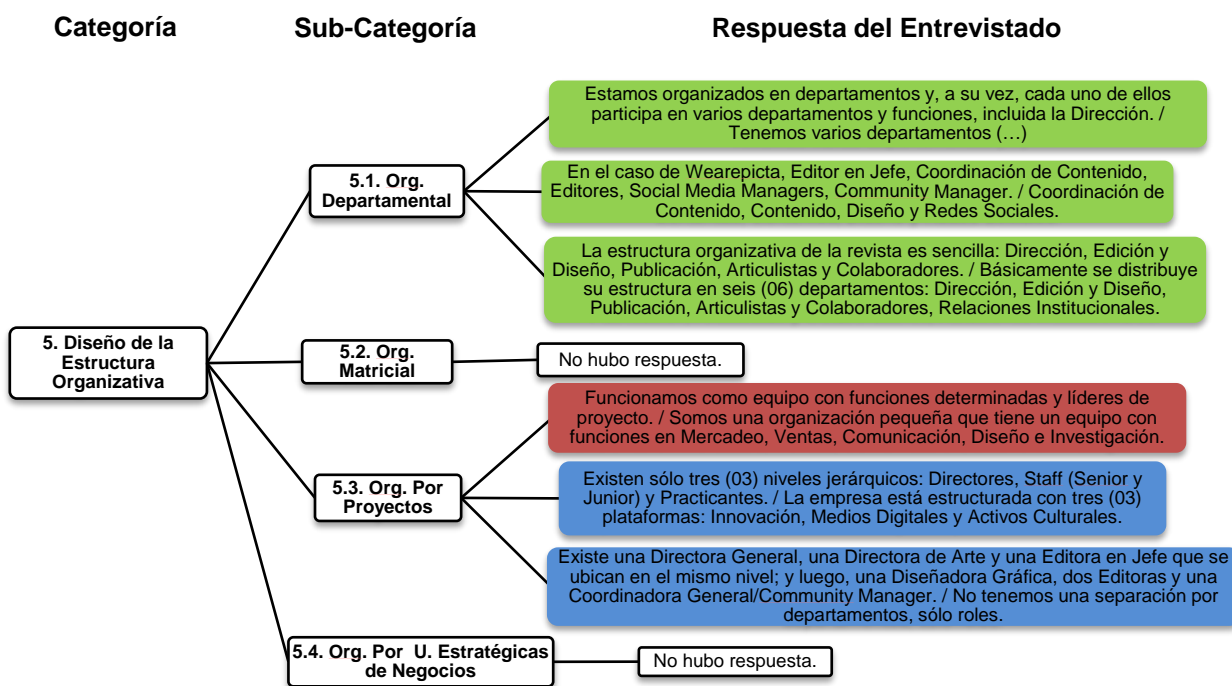 Categoría
Sub-Categoría
Respuesta del Entrevistado
Estamos organizados en departamentos y, a su vez, cada uno de ellos
participa en varios departamentos y funciones, incluida la Dirección. /
Tenemos varios departamentos (…)
5.1. Org.
Departamental
En el caso de Wearepicta, Editor en Jefe, Coordinación de Contenido,
Editores, Social Media Managers, Community Manager. / Coordinación de
Contenido, Contenido, Diseño y Redes Sociales.
La estructura organizativa de la revista es sencilla: Dirección, Edición y
Diseño, Publicación, Articulistas y Colaboradores. / Básicamente se distribuye
su estructura en seis (06) departamentos: Dirección, Edición y Diseño,
Publicación, Articulistas y Colaboradores, Relaciones Institucionales.
5. Diseño de la
Estructura
Organizativa
5.2. Org.
Matricial
No hubo respuesta.
Funcionamos como equipo con funciones determinadas y líderes de
proyecto. / Somos una organización pequeña que tiene un equipo con
funciones en Mercadeo, Ventas, Comunicación, Diseño e Investigación.
5.3. Org. Por
Proyectos
Existen sólo tres (03) niveles jerárquicos: Directores, Staff (Senior y
Junior) y Practicantes. / La empresa está estructurada con tres (03)
plataformas: Innovación, Medios Digitales y Activos Culturales.
Existe una Directora General, una Directora de Arte y una Editora en Jefe que se
ubican en el mismo nivel; y luego, una Diseñadora Gráfica, dos Editoras y una
Coordinadora General/Community Manager. / No tenemos una separación por
departamentos, sólo roles.
5.4. Org. Por U. Estratégicas
de Negocios
No hubo respuesta.